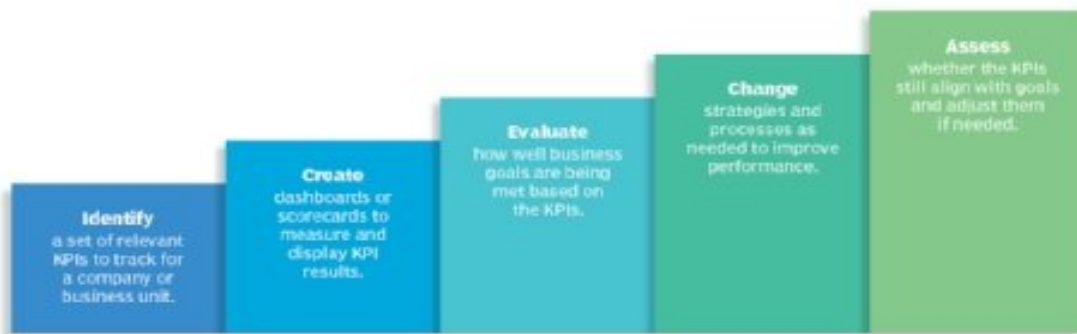 Identify
a set of relevant
KPIs to track for
a company or
business unit.
Create
dashboards or
scorecards to
measure and
display KPI
results.
Evaluate
how well business
goals are being
met based on
the KPIs.
Change
strategies and
processes as
needed to improve
performance.
Assess
whether the KPIs
still align with goals
and adjust them
if needed.